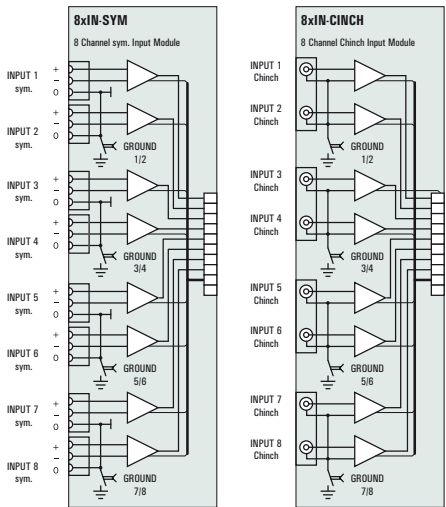 8xIN-SYM
8 Channel sym. Input Module
INPUT 1
sym.
+
–
0
INPUT 2
sym.
+
–
0
GROUND
1/2
INPUT 3
sym.
+
–
0
INPUT 4
sym.
+
–
0
GROUND
3/4
INPUT 5
sym.
+
–
0
INPUT 6
sym.
+
–
0
GROUND
5/6
INPUT 7
sym.
+
–
0
INPUT 8
sym.
+
–
0
GROUND
7/8
8xIN-CINCH
8 Channel Chinch Input Module
INPUT 1
Chinch
INPUT 2
Chinch
GROUND
1/2
INPUT 3
Chinch
INPUT 4
Chinch
GROUND
3/4
INPUT 5
Chinch
INPUT 6
Chinch
GROUND
5/6
INPUT 7
Chinch
INPUT 8
Chinch
GROUND
7/8